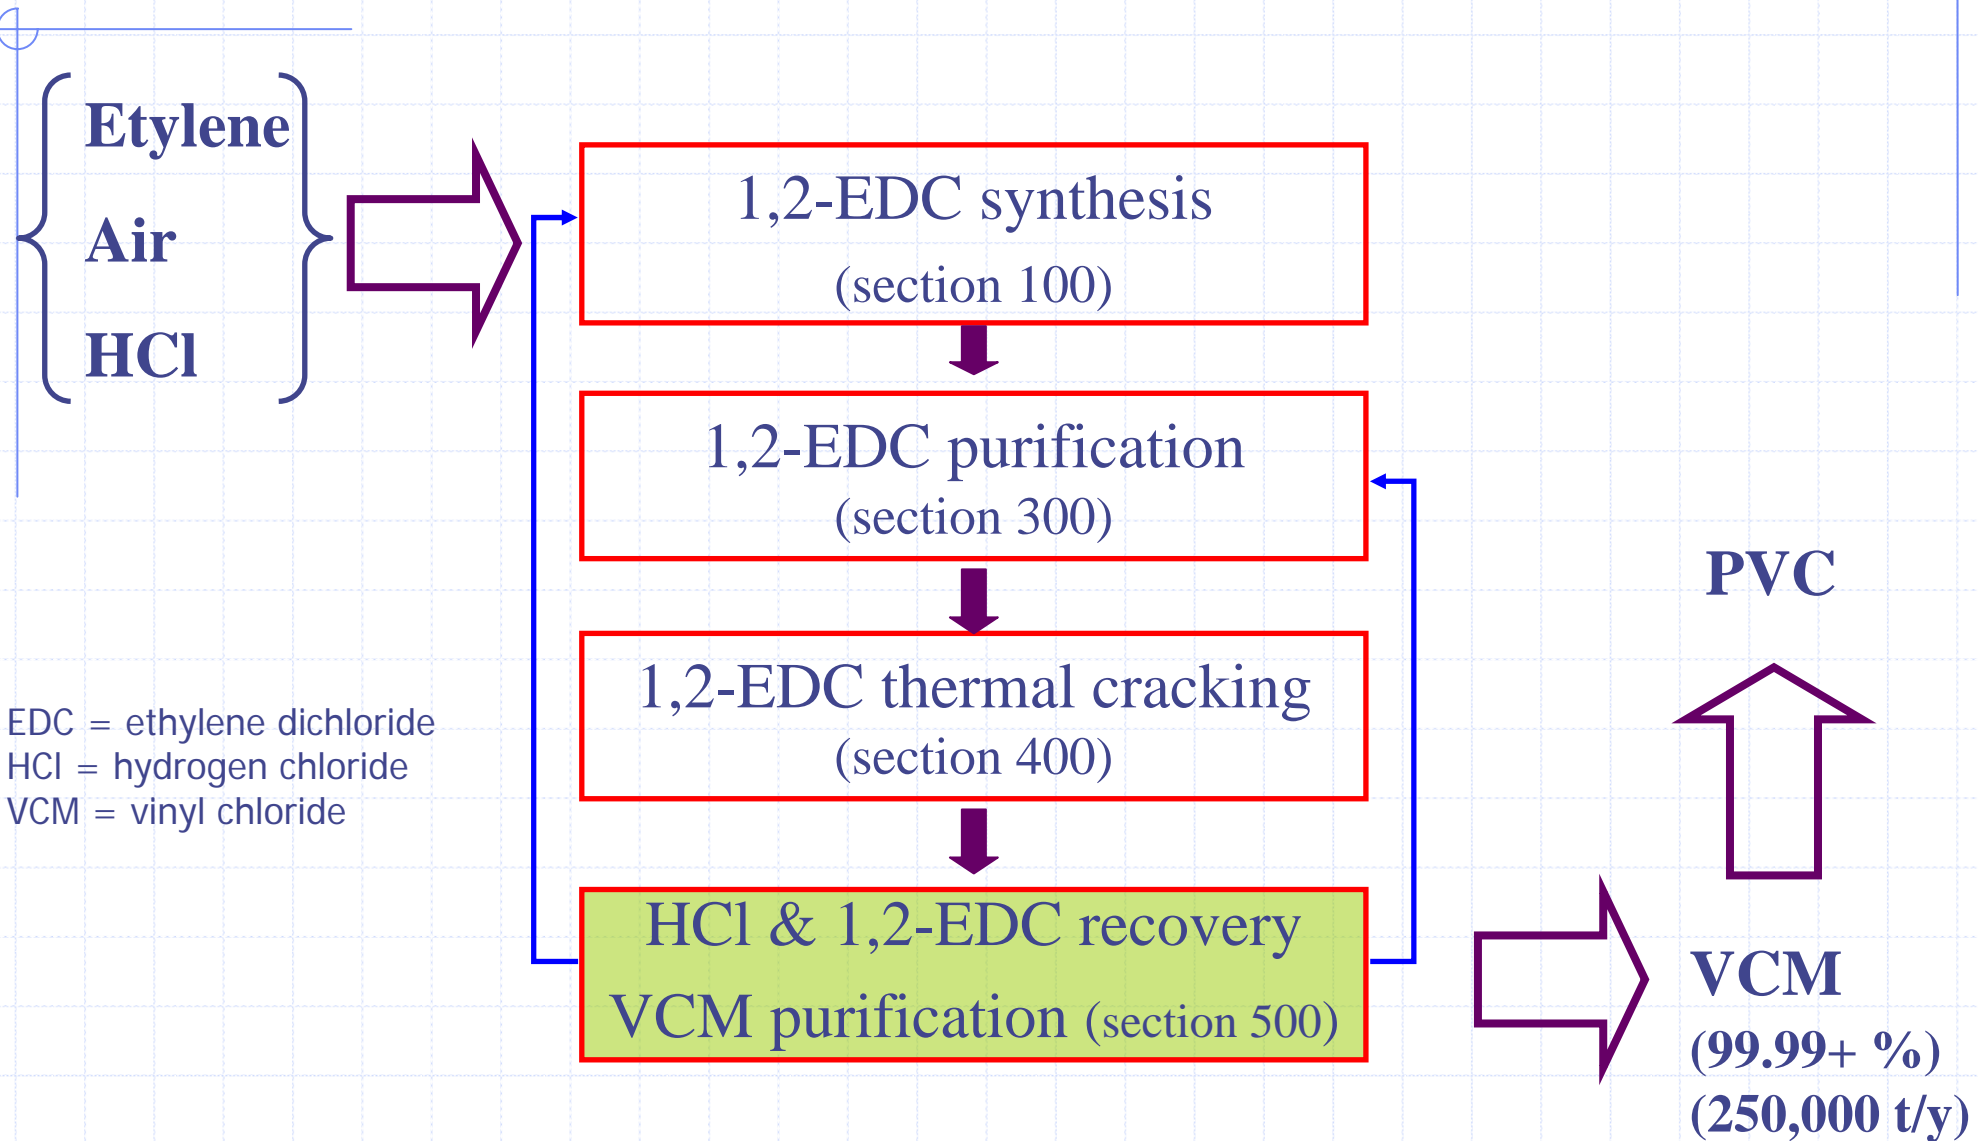 Etylene
Air
HCl
1,2-EDC synthesis
(section 100)
1,2-EDC purification
(section 300)
1,2-EDC thermal cracking
(section 400)
HCl & 1,2-EDC recovery
VCM purification (section 500)
EDC = ethylene dichloride
HCl = hydrogen chloride
VCM = vinyl chloride
PVC
VCM
(99.99+ %)
(250,000 t/y)